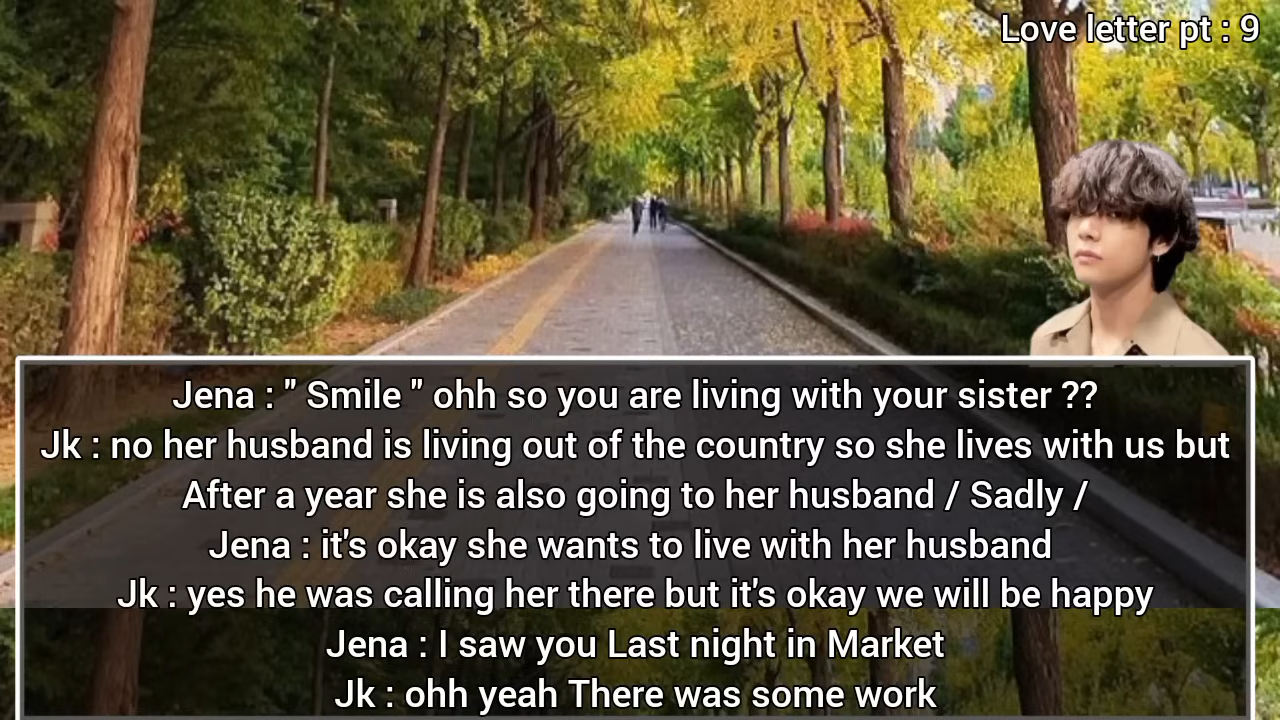 Love letter pt : 9
Jena : " Smile " ohh so you are living with your sister ??
Jk : no her husband is living out of the country so she lives with us but
After a year she is also going to her husband / Sadly /
Jena : it's okay she wants to live with her husband
Jk : yes he was calling her there but it's okay we will be happy
Jena : I saw you Last night in Market
Jk : ohh yeah There was some work